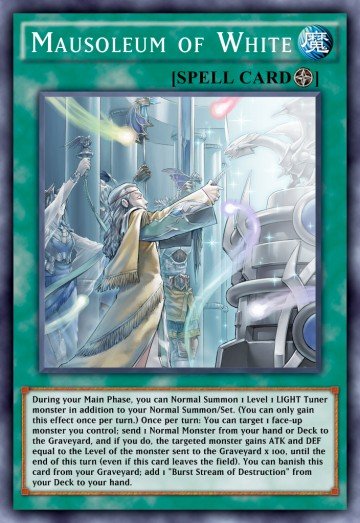 Mausoleum of White 魔
[SPELL CARD]
During your Main Phase, you can Normal Summon 1 Level 1 LIGHT Tuner
monster in addition to your Normal Summon/Set. (You can only gain
this effect once per turn.) Once per turn: You can target 1 face-up
monster you control; send 1 Normal Monster from your hand or Deck to
the Graveyard, and if you do, the targeted monster gains ATK and DEF
equal to the Level of the monster sent to the Graveyard x 100, until the
end of this turn (even if this card leaves the field). You can banish this
card from your Graveyard; add 1 "Burst Stream of Destruction" from
your Deck to your hand.